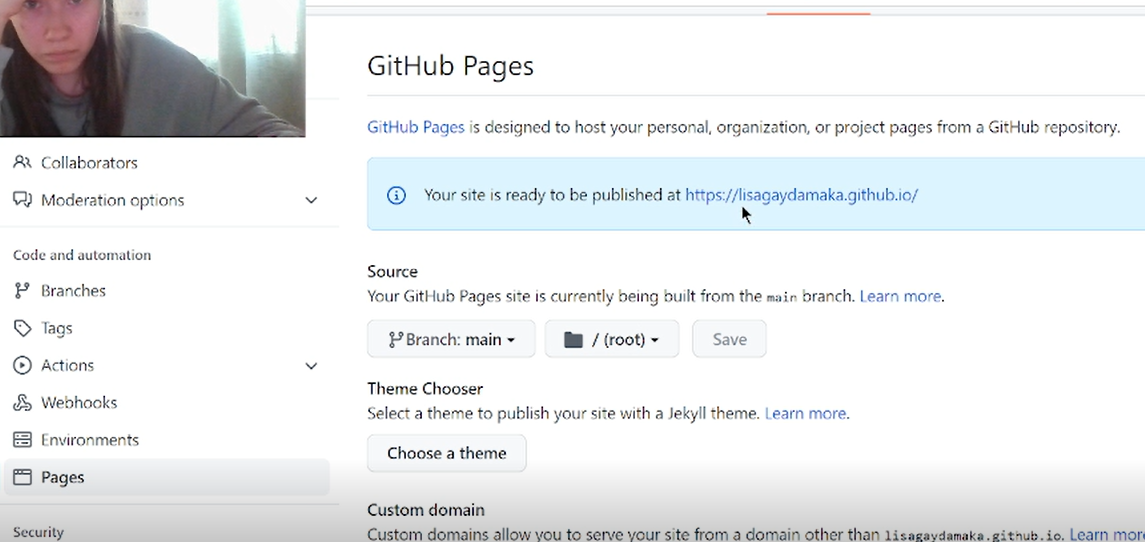 GitHub Pages
GitHub Pages is designed to host your personal, organization, or project pages from a GitHub repository.
Collaborators
Moderation options
Your site is ready to be published at https://lisagaydamaka.github.io/
Code and automation
Branches
Tags
Actions
Webhooks
Environments
Pages
Security
Source
Your GitHub Pages site is currently being built from the main branch. Learn more.
Branch: main
/ (root)
Save
Theme Chooser
Select a theme to publish your site with a Jekyll theme. Learn more.
Choose a theme
Custom domain
Custom domains allow you to serve your site from a domain other than lisagaydamaka.github.io. Learn